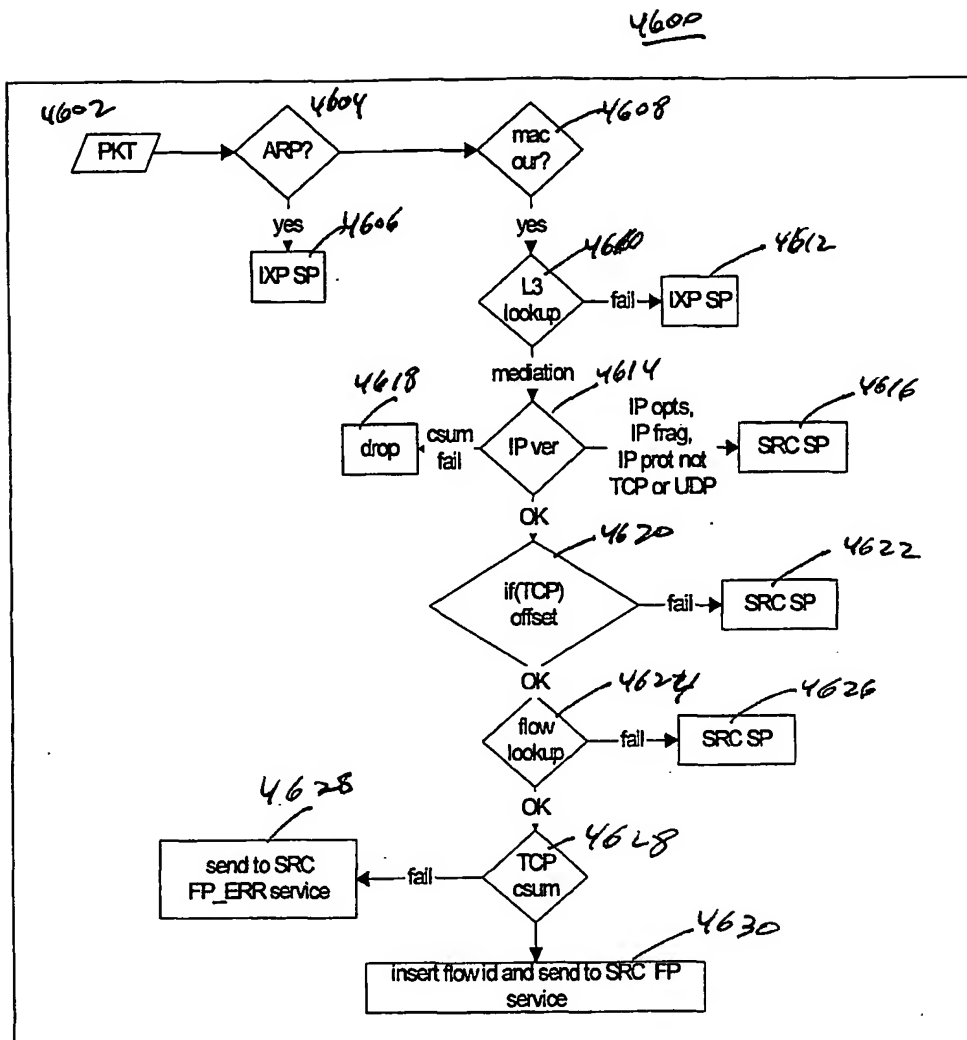 4600
4602
4604
4608
PKT
ARP?
mac
our?
yes
4606
yes
IXP SP
4610
4612
L3
lookup
fail
IXP SP
mediation
4614
4618
4616
drop
csum
fail
IP ver
IP opts,
IP frag,
IP prot not
TCP or UDP
SRC SP
OK
4620
4622
if(TCP)
offset
fail
SRC SP
OK
4624
4626
flow
lookup
fail
SRC SP
4628
OK
4628
send to SRC
FP_ERR service
fail
TCP
csum
4630
insert flow id and send to SRC FP
service